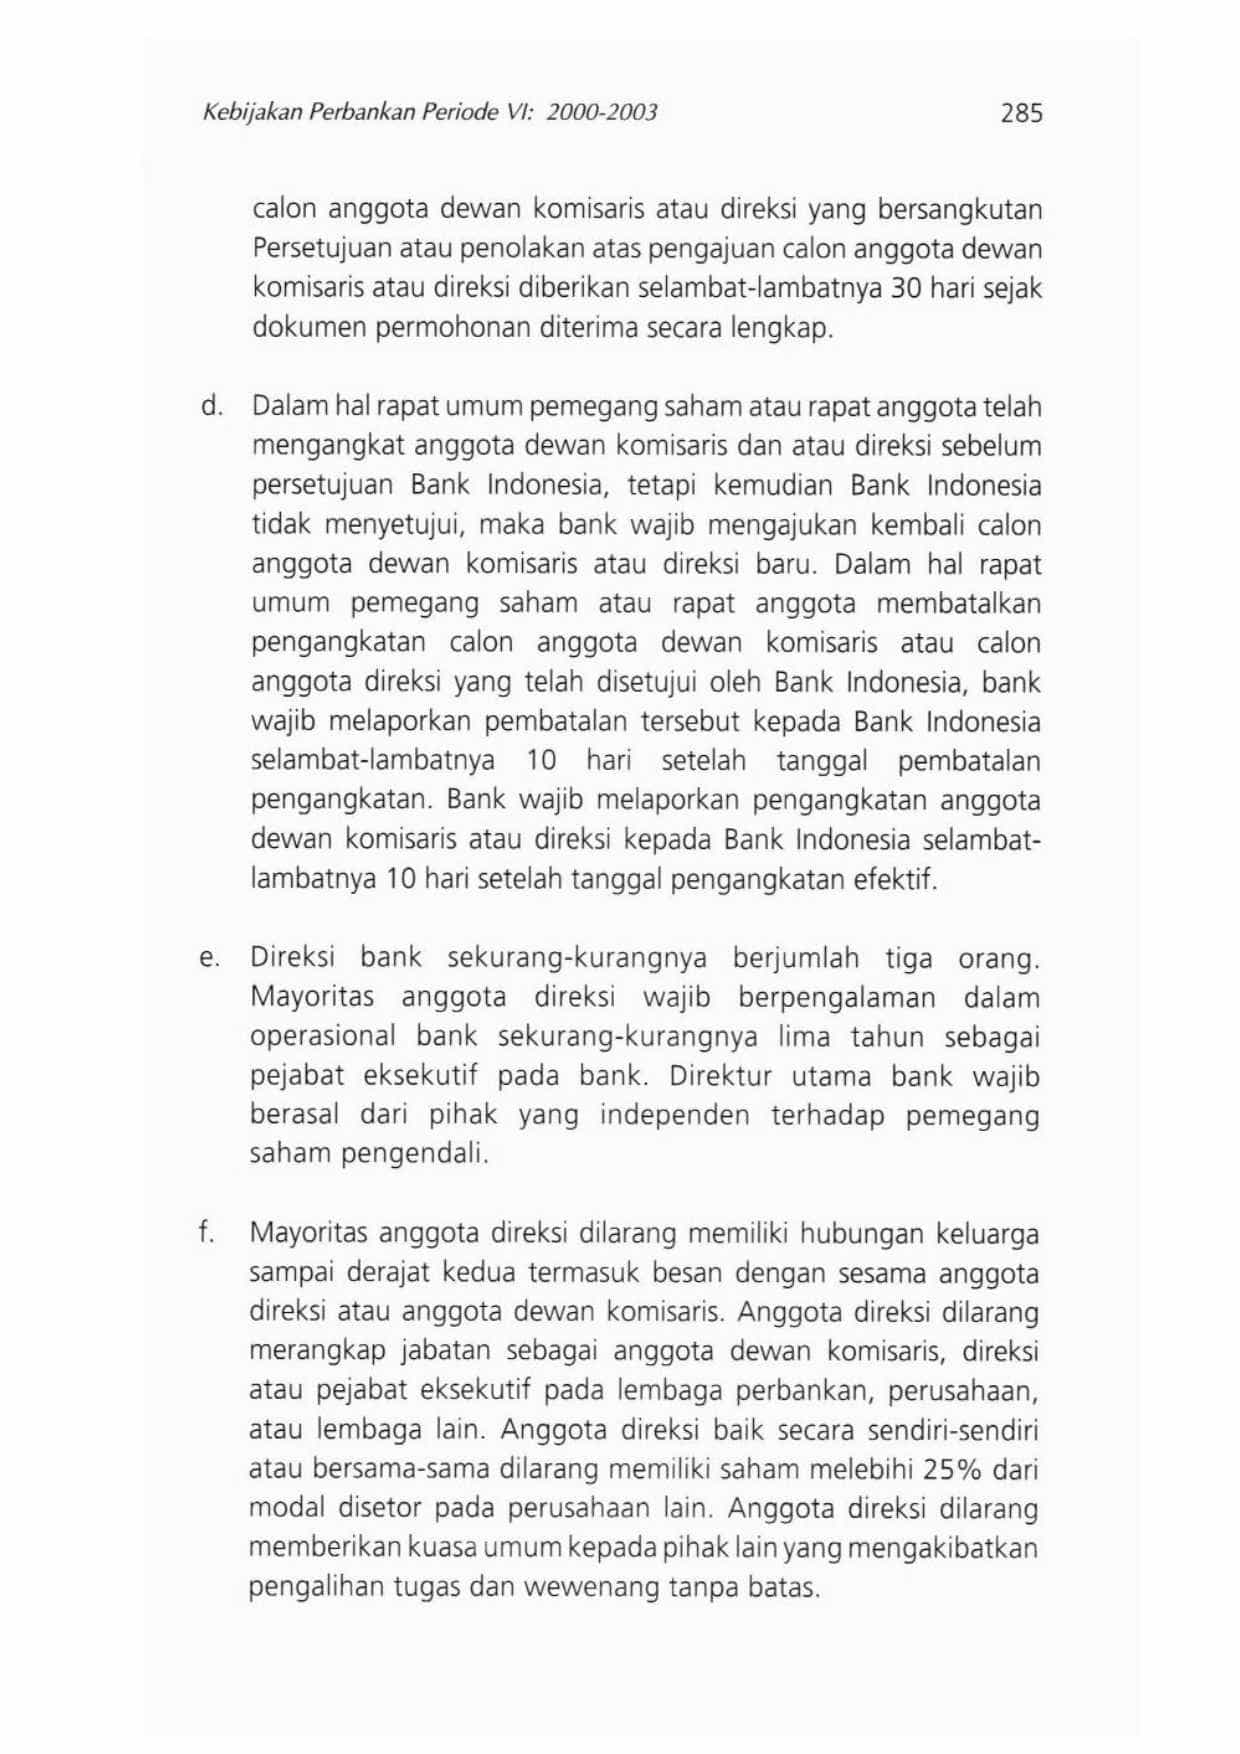 Kebijakan Perbankan Periode VI: 2000-2003 285
calon anggota dewan komisaris atau direksi yang bersangkutan
Persetujuan atau penolakan atas pengajuan calon anggota dewan
komisaris atau direksi diberikan selambat-lambatnya 30 hari sejak
dokumen permohonan diterima secara lengkap.
d. Dalam hal rapat umum pemegang saham atau rapat anggota telah
mengangkat anggota dewan komisaris dan atau direksi sebelum
persetujuan Bank Indonesia, tetapi kemudian Bank Indonesia
tidak menyetujui, maka bank wajib mengajukan kembali calon
anggota dewan komisaris atau direksi baru. Dalam hal rapat
umum pemegang saham atau rapat anggota membatalkan
pengangkatan calon anggota dewan komisaris atau calon
anggota direksi yang telah disetujui oleh Bank Indonesia, bank
wajib melaporkan pembatalan tersebut kepada Bank Indonesia
selambat-lambatnya 10 hari setelah tanggal pembatalan
pengangkatan. Bank wajib melaporkan pengangkatan anggota
dewan komisaris atau direksi kepada Bank Indonesia selambat-
lambatnya 10 hari setelah tanggal pengangkatan efektif.
e. Direksi bank sekurang-kurangnya berjumlah tiga orang.
Mayoritas anggota direksi wajib berpengalaman dalam
operasional bank sekurang-kurangnya lima tahun sebagai
pejabat eksekutif pada bank. Direktur utama bank wajib
berasal dari pihak yang independen terhadap pemegang
saham pengendali.
f. Mayoritas anggota direksi dilarang memiliki hubungan keluarga
sampai derajat kedua termasuk besan dengan sesama anggota
direksi atau anggota dewan komisaris. Anggota direksi dilarang
merangkap jabatan sebagai anggota dewan komisaris, direksi
atau pejabat eksekutif pada lembaga perbankan, perusahaan,
atau lembaga lain. Anggota direksi baik secara sendiri-sendiri
atau bersama-sama dilarang memiliki saham melebihi 25% dari
modal disetor pada perusahaan lain. Anggota direksi dilarang
memberikan kuasa umum kepada pihak lain yang mengakibatkan
pengalihan tugas dan wewenang tanpa batas.